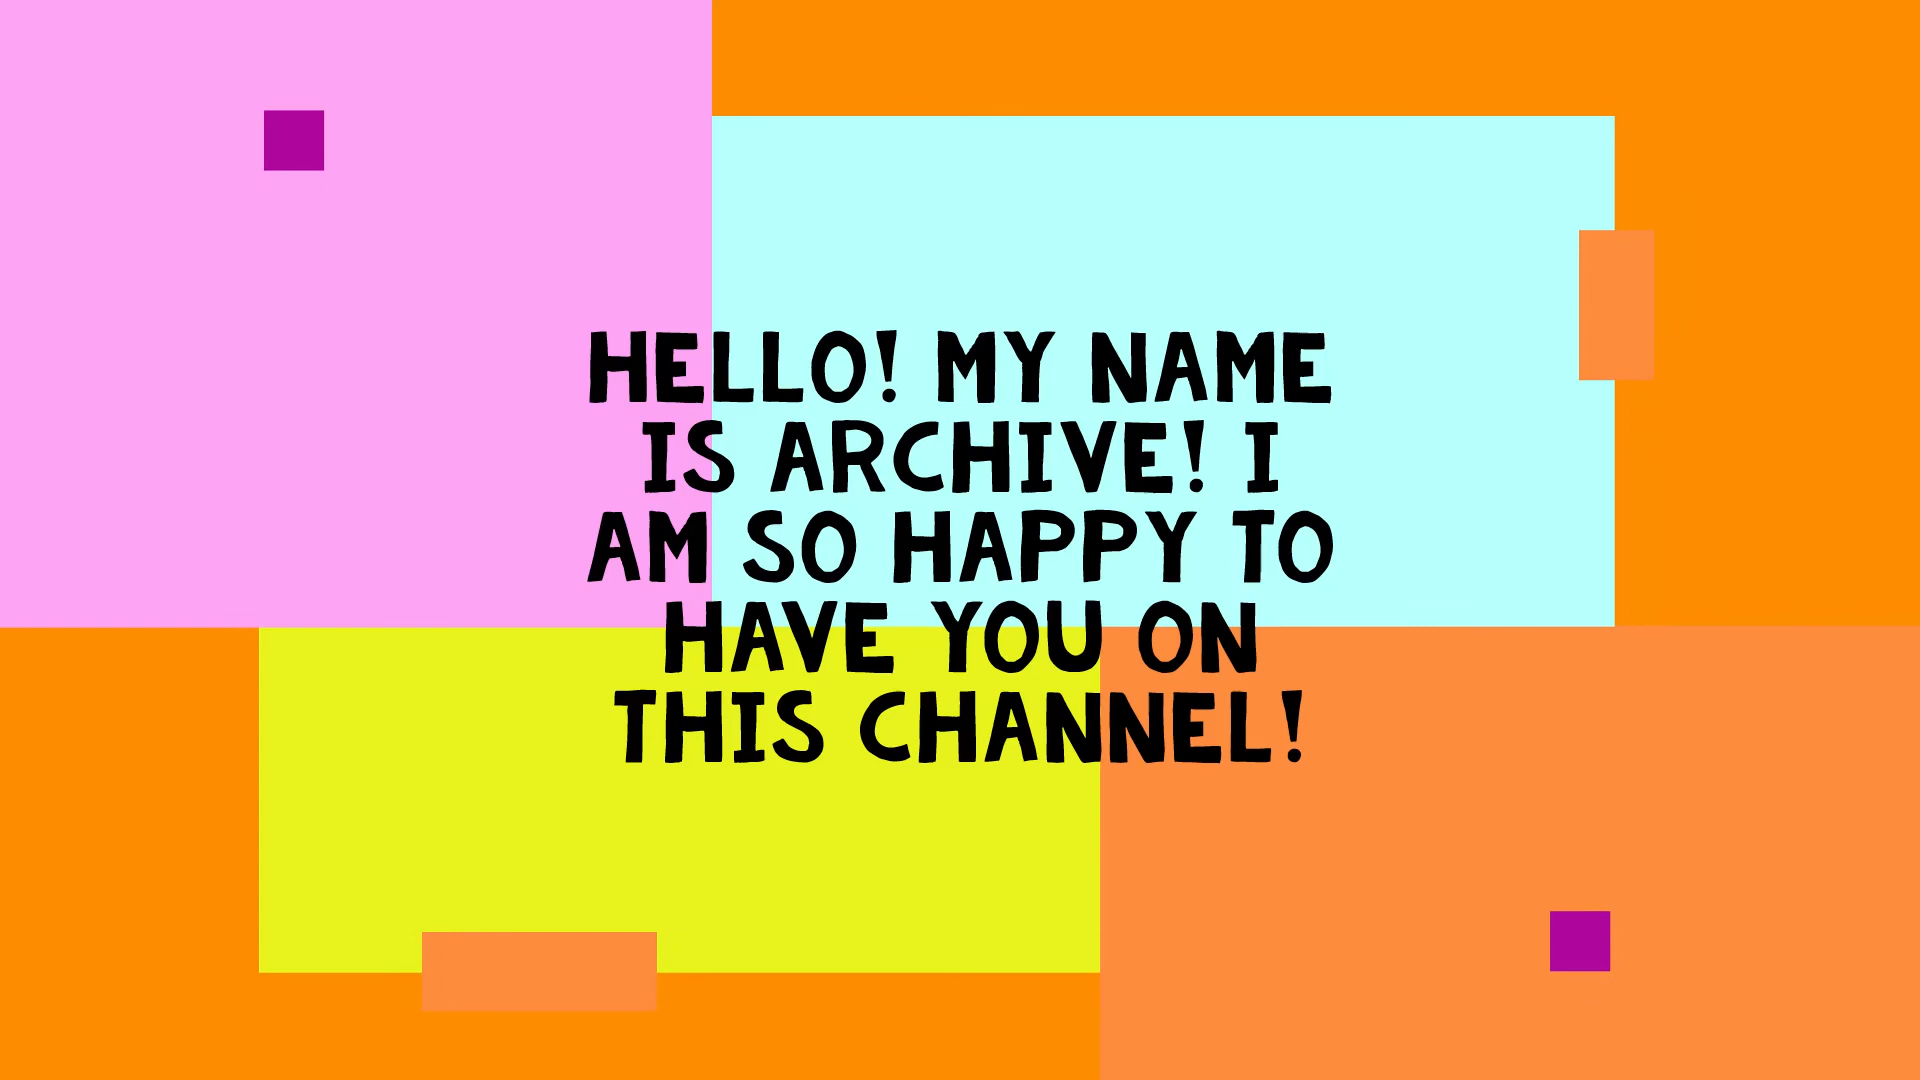 HELLO! MY NAME
IS ARCHIVE! I
AM SO HAPPY TO
HAVE YOU ON
THIS CHANNEL!